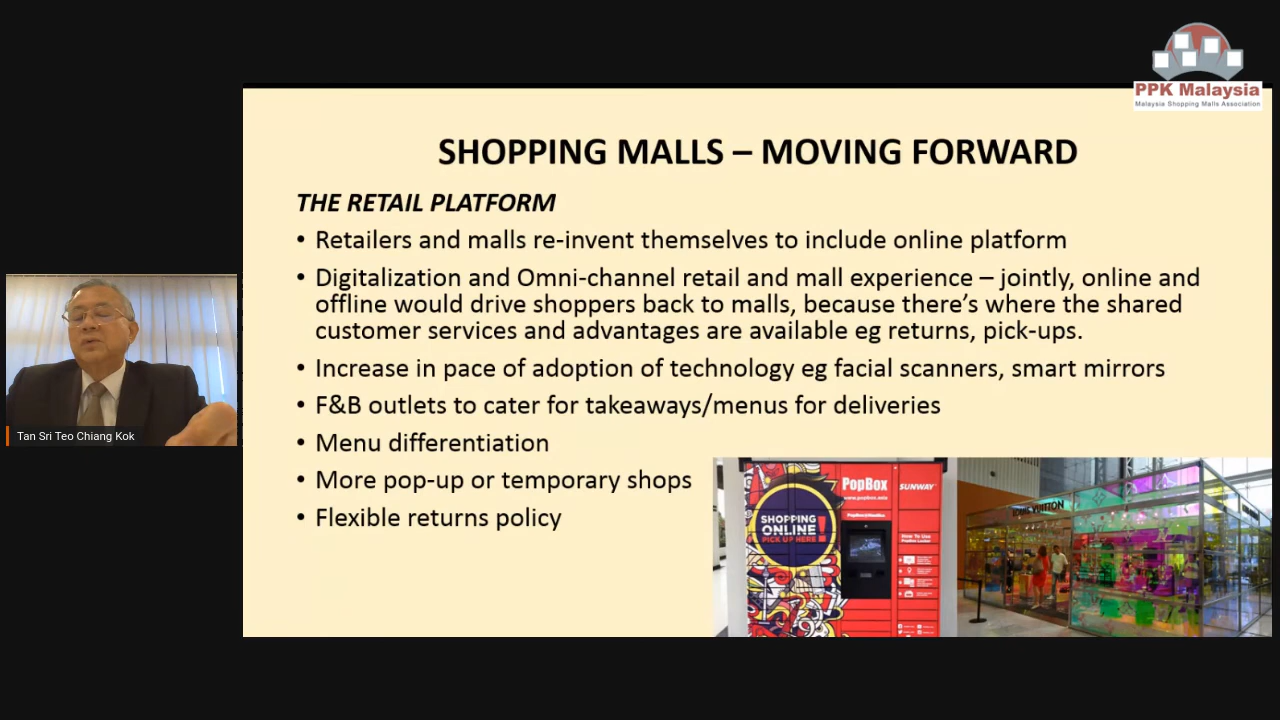 PPK Malaysia
Malaysia Shopping Malls Association
SHOPPING MALLS – MOVING FORWARD
THE RETAIL PLATFORM
• Retailers and malls re-invent themselves to include online platform
• Digitalization and Omni-channel retail and mall experience – jointly, online and
offline would drive shoppers back to malls, because there’s where the shared
customer services and advantages are available eg returns, pick-ups.
• Increase in pace of adoption of technology eg facial scanners, smart mirrors
• F&B outlets to cater for takeaways/menus for deliveries
• Menu differentiation
• More pop-up or temporary shops
• Flexible returns policy
Tan Sri Teo Chiang Kok
PopBox
SUNWAY
SHOPPING
ONLINE
PICK UP HERE!
How To Use
VUITTON